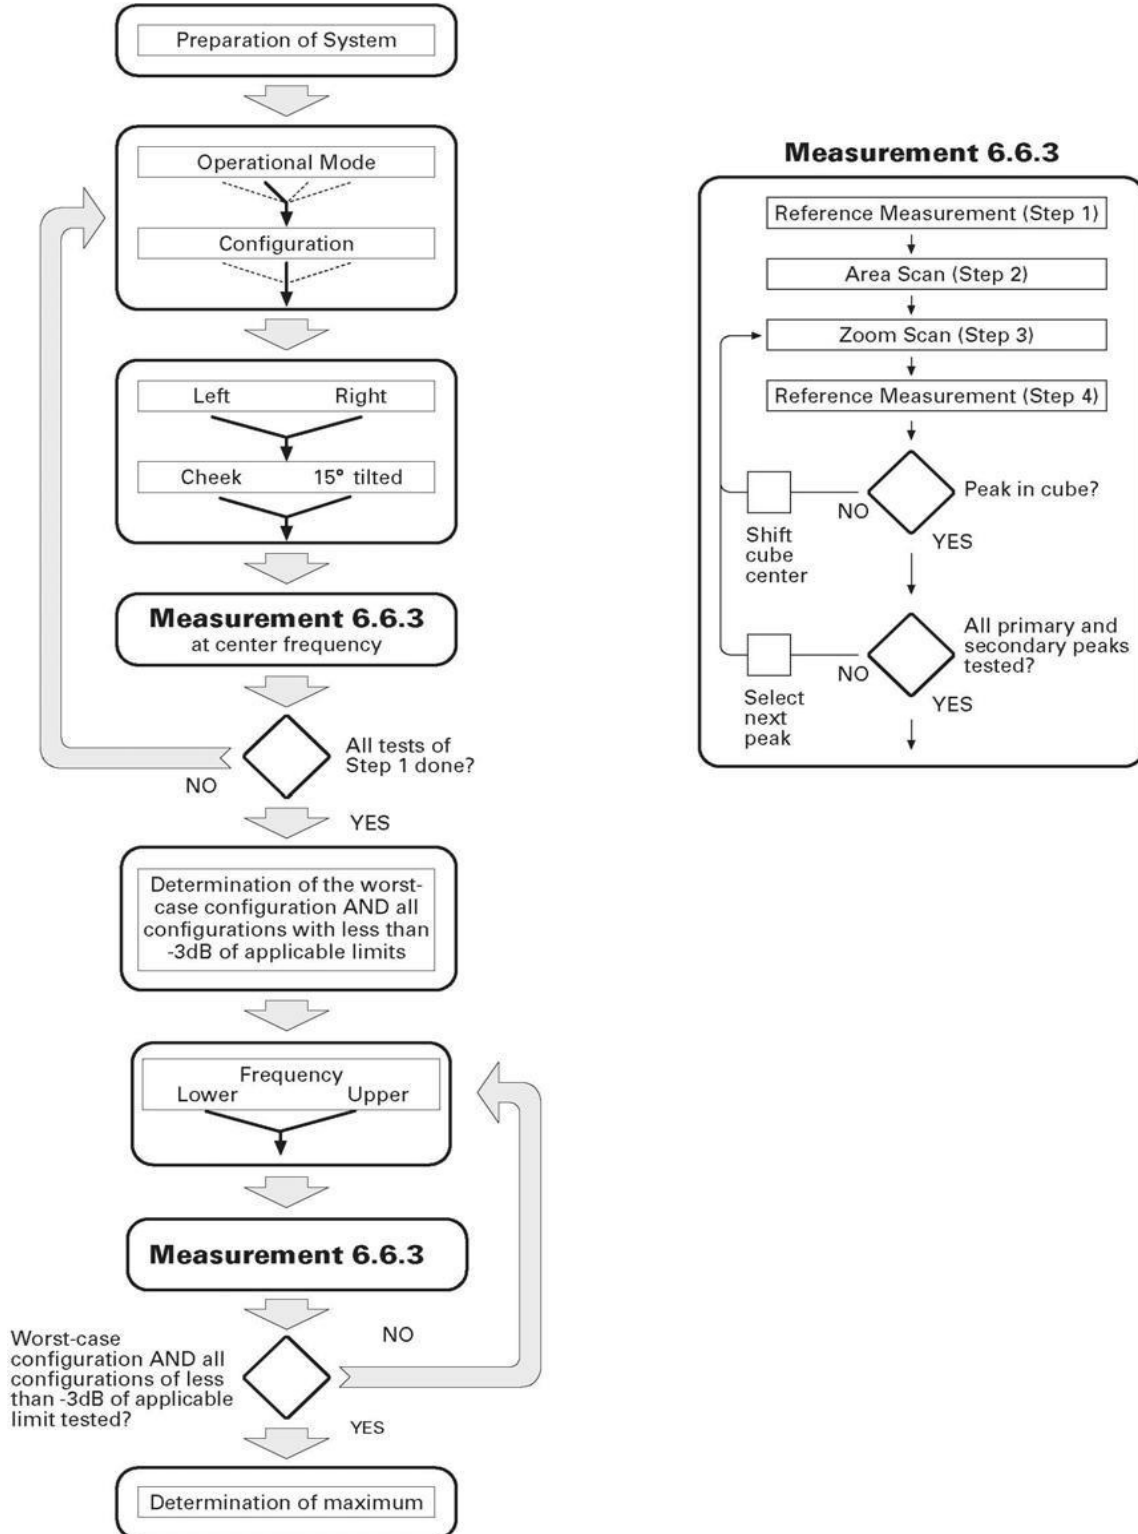 Preparation of System
Operational Mode
Configuration
Left Right
Cheek 15° tilted
Measurement 6.6.3
at center frequency
All tests of
Step 1 done?
NO
YES
Determination of the worst-
case configuration AND all
configurations with less than
-3dB of applicable limits
Frequency
Lower Upper
Measurement 6.6.3
NO
Worst-case
configuration AND all
configurations of less
than -3dB of applicable
limit tested?
YES
Determination of maximum
Measurement 6.6.3
Reference Measurement (Step 1)
Area Scan (Step 2)
Zoom Scan (Step 3)
Reference Measurement (Step 4)
Peak in cube?
NO
Shift
cube
center
YES
All primary and
secondary peaks
tested?
NO
Select
next
peak
YES